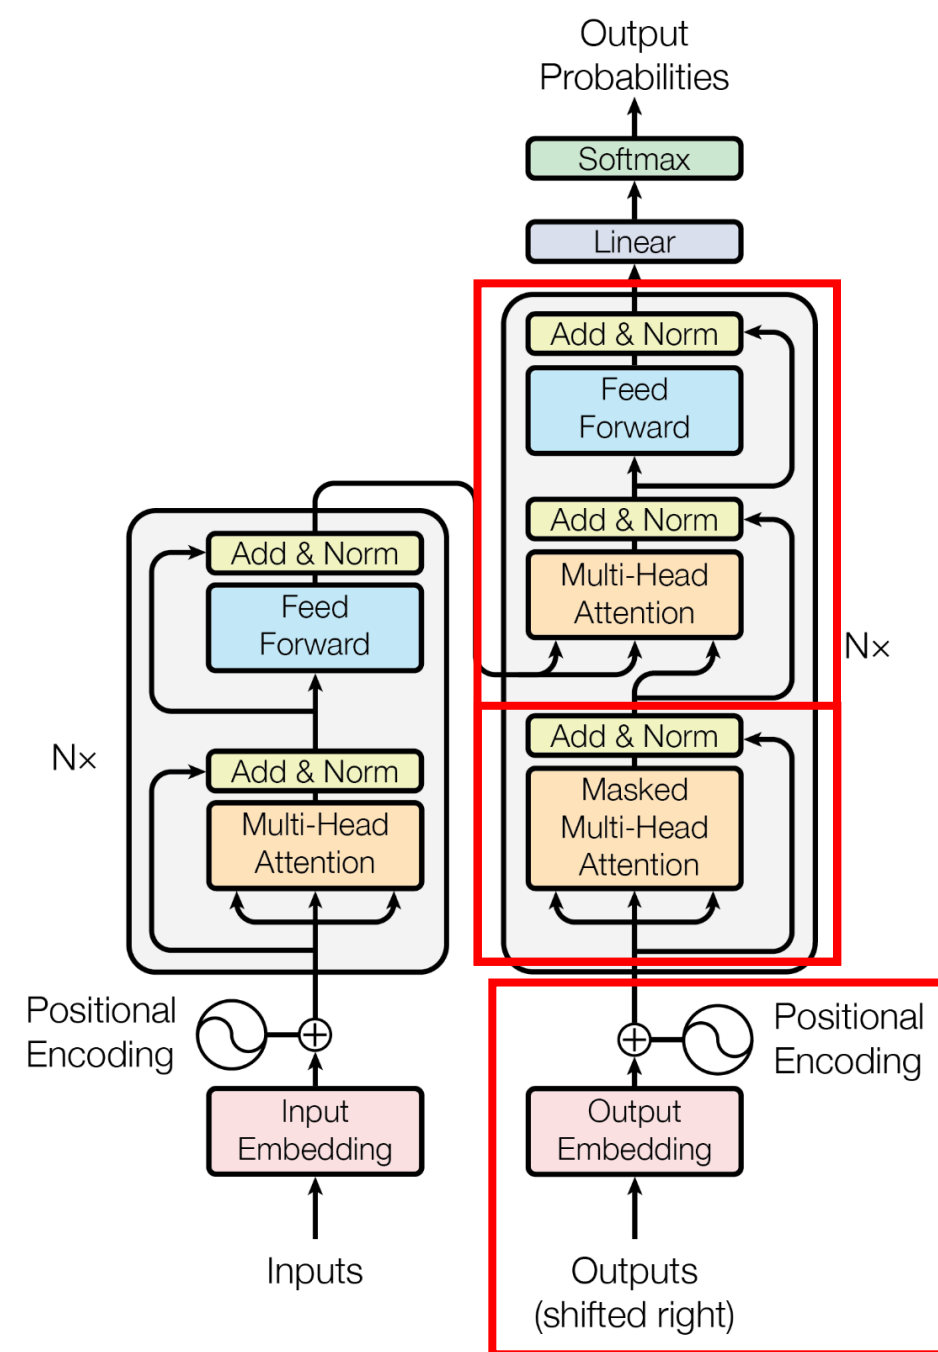 Output
Probabilities
Softmax
Linear
Add & Norm
Feed
Forward
Add & Norm
Multi-Head
Attention
Nx
Add & Norm
Masked
Multi-Head
Attention
Add & Norm
Feed
Forward
Nx
Add & Norm
Multi-Head
Attention
Positional
Encoding
Input
Embedding
Inputs
Positional
Encoding
Output
Embedding
Outputs
(shifted right)